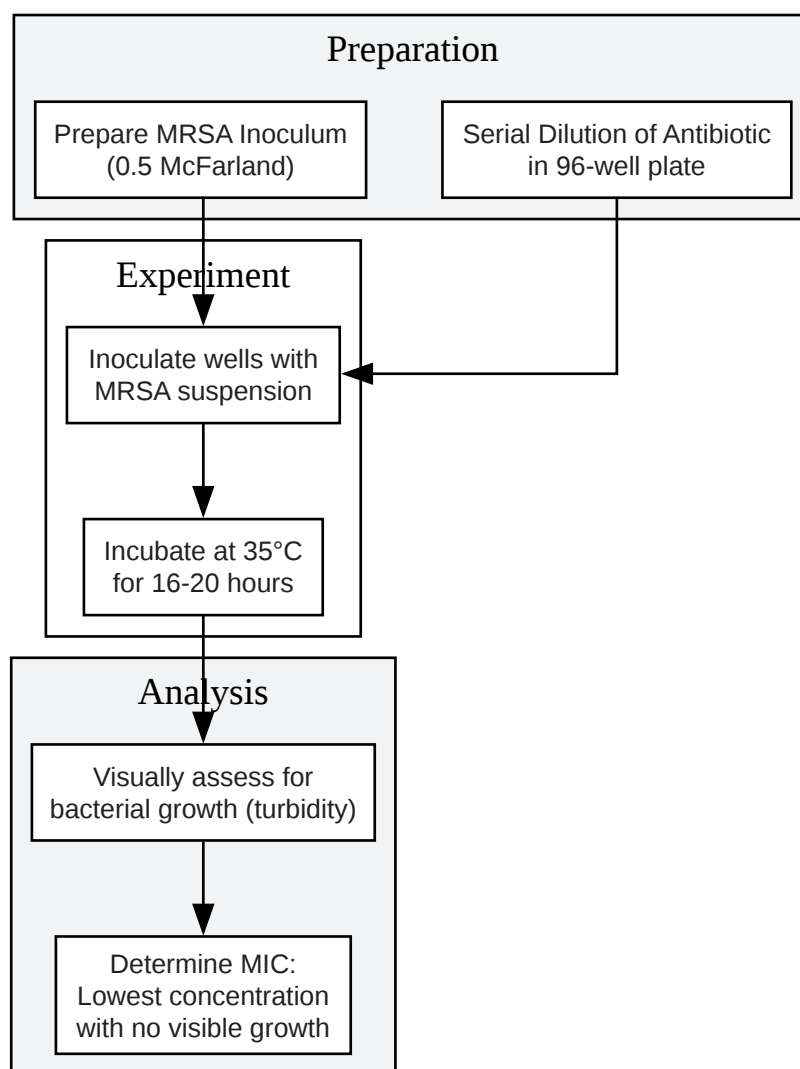 Preparation
Prepare MRSA Inoculum
(0.5 McFarland)
Serial Dilution of Antibiotic
in 96-well plate
Experiment
Inoculate wells with
MRSA suspension
Incubate at 35°C
for 16-20 hours
Analysis
Visually assess for
bacterial growth (turbidity)
Determine MIC:
Lowest concentration
with no visible growth